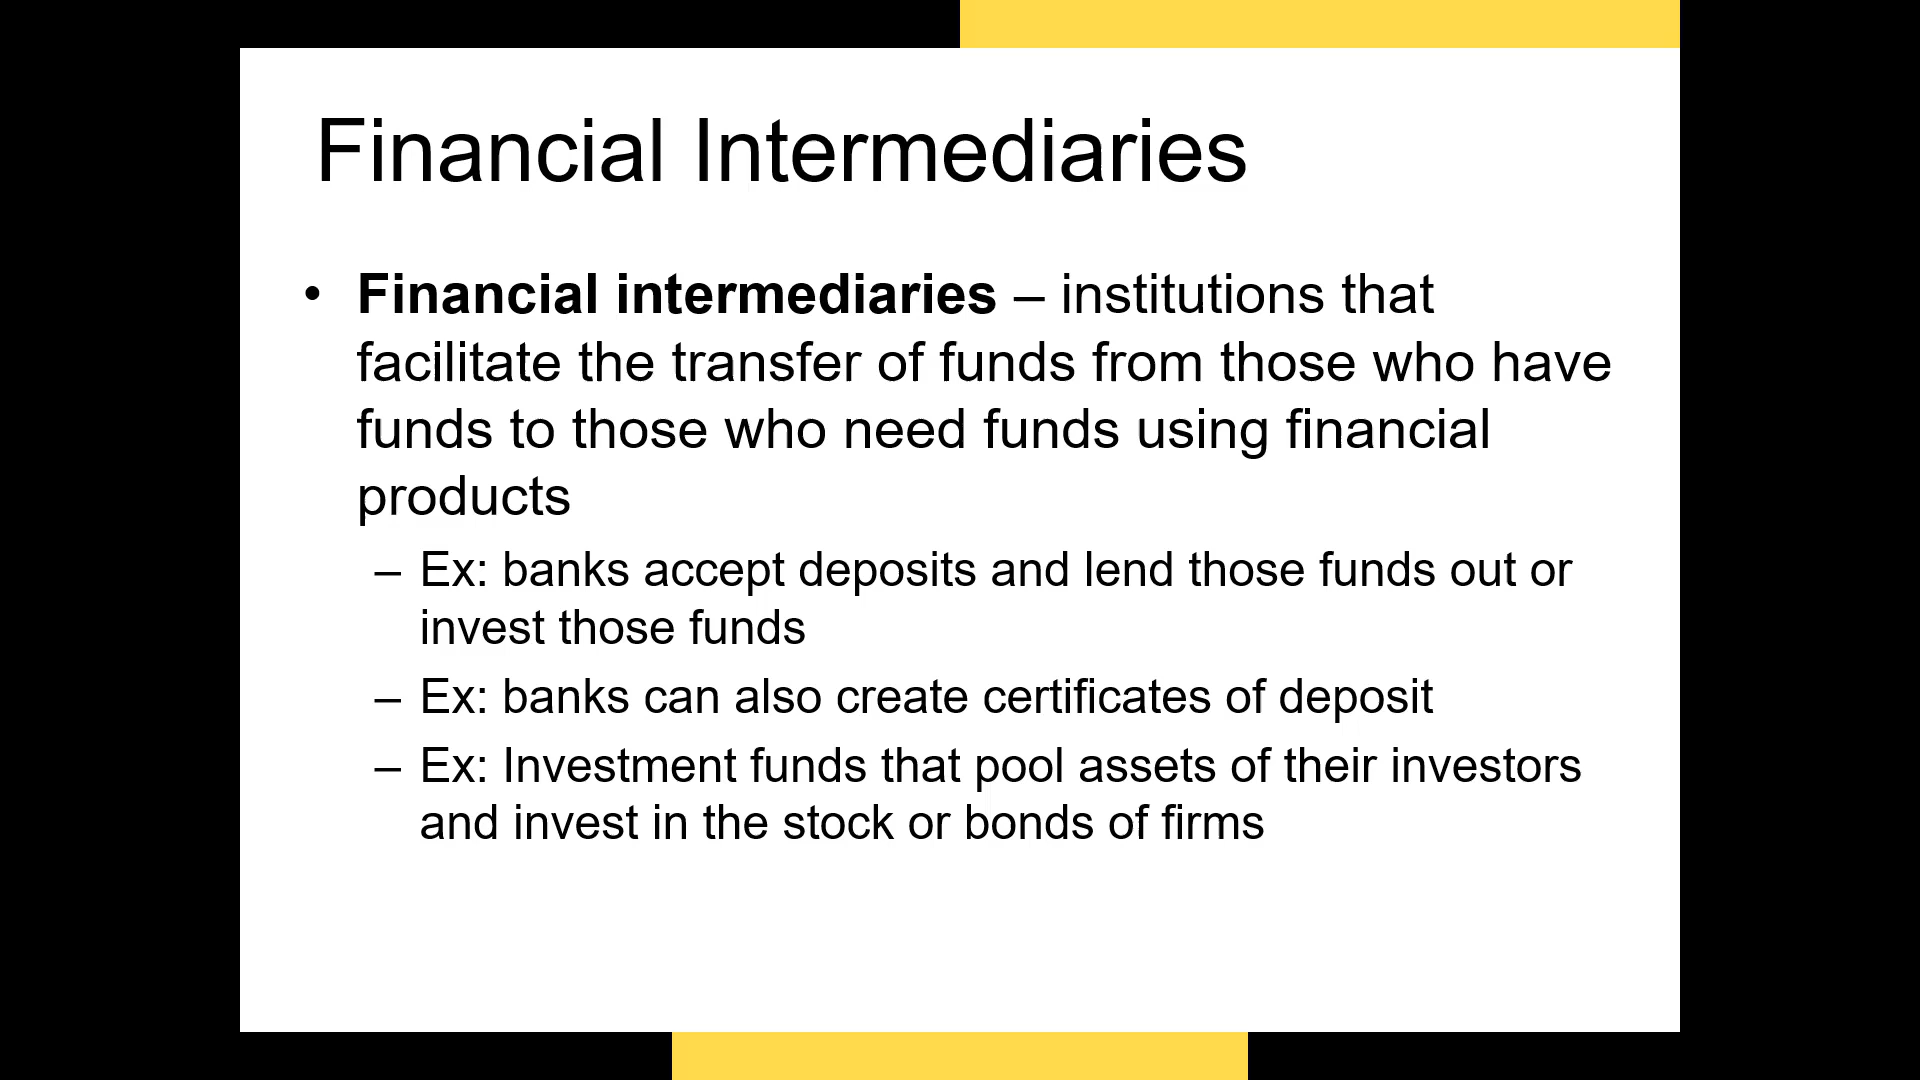 Financial Intermediaries
• Financial intermediaries – institutions that
facilitate the transfer of funds from those who have
funds to those who need funds using financial
products
– Ex: banks accept deposits and lend those funds out or
invest those funds
– Ex: banks can also create certificates of deposit
– Ex: Investment funds that pool assets of their investors
and invest in the stock or bonds of firms